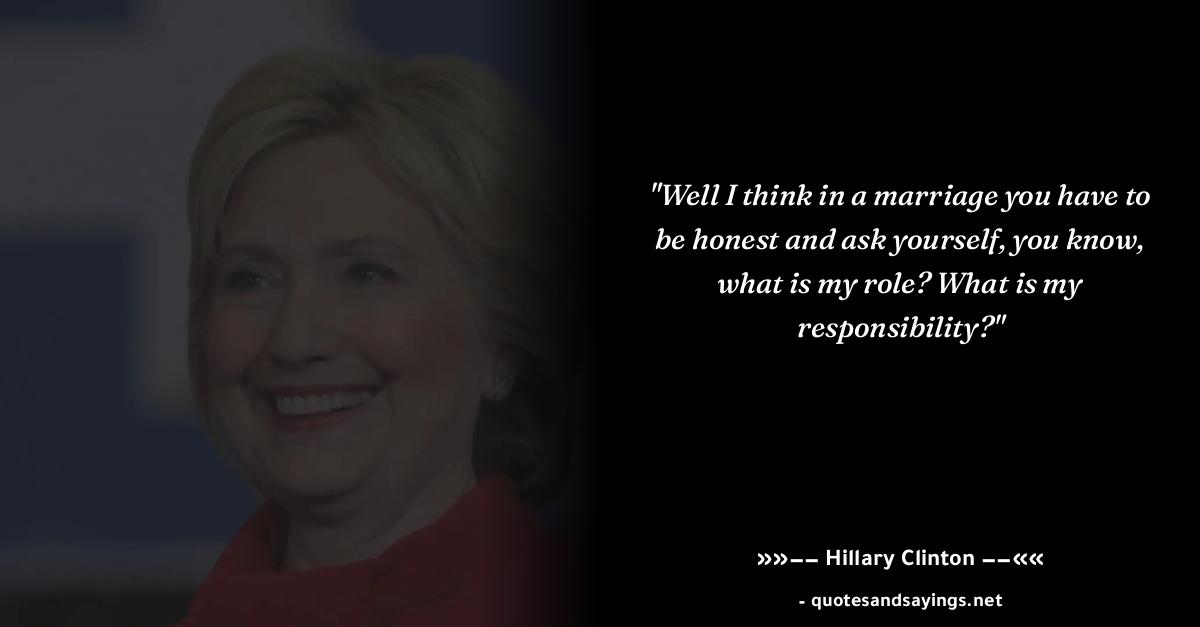 "Well I think in a marriage you have to
be honest and ask yourself, you know,
what is my role? What is my
responsibility?"
»»−− Hillary Clinton −−««
- quotesandsayings.net